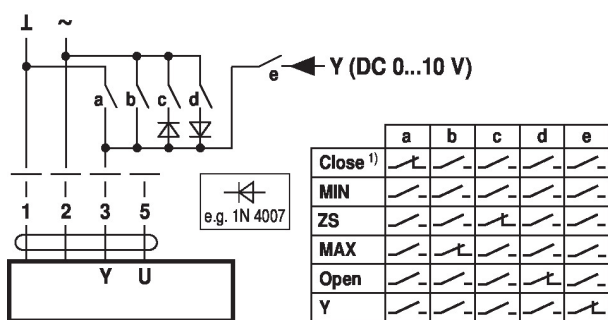 ⊥ ~
Y (DC 0...10 V)
e
a b c d
a b c d e
Close 1)
MIN
1 2 3 5
e.g. 1N 4007
ZS
MAX
Y U
Open
Y